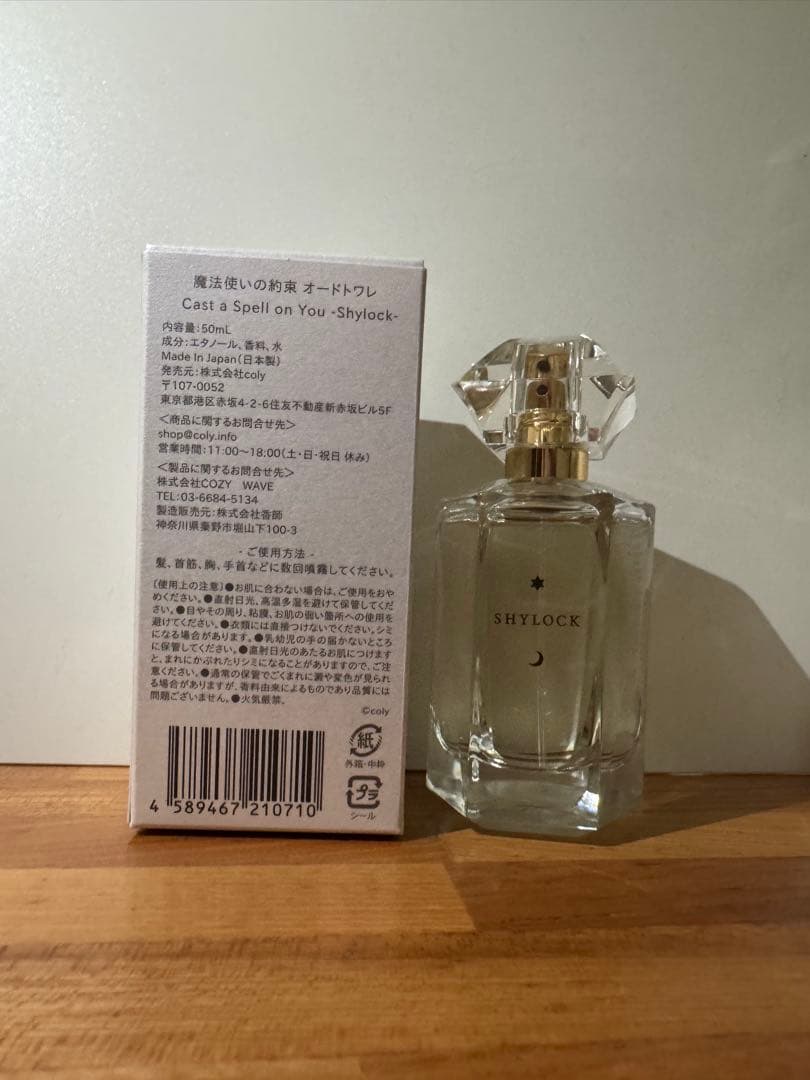 魔法使いの約束 オードトワレ
Cast a Spell on You -Shylock-
内容量:50mL
成分:エタノール、香料、水
Made In Japan(日本製)
発売元:株式会社coly
〒107-0052
東京都港区赤坂4-2-6住友不動産新赤坂ビル5F
<商品に関するお問合せ先>
shop@coly.info
営業時間:11:00〜18:00(土・日・祝日 休み)
<製品に関するお問合せ先>
株式会社COZY WAVE
TEL:03-6684-5134
製造販売元:株式会社香師
神奈川県秦野市堀山下100-3
- ご使用方法 -
髪、首筋、胸、手首などに数回噴霧してください。
〔使用上の注意〕●お肌に合わない場合は、ご使用をおや
めください。●直射日光、高温多湿を避けて保管してくだ
さい。●目やその周り、粘膜、お肌の弱い箇所への使用を
避けてください。●衣類には直接つけないでください。シミ
になる場合があります。●乳幼児の手の届かないところ
に保管してください。●直射日光のあたるお肌につけます
と、まれにかぶれたりシミになることがありますので、ご注
意ください。●通常の保管でごくまれに澱や変色が見られ
る場合がありますが、香料由来によるものであり品質には
問題ございません。●火気厳禁。
©coly
紙
外箱・中枠
プラ
シール
4 589467 210710
SHYLOCK